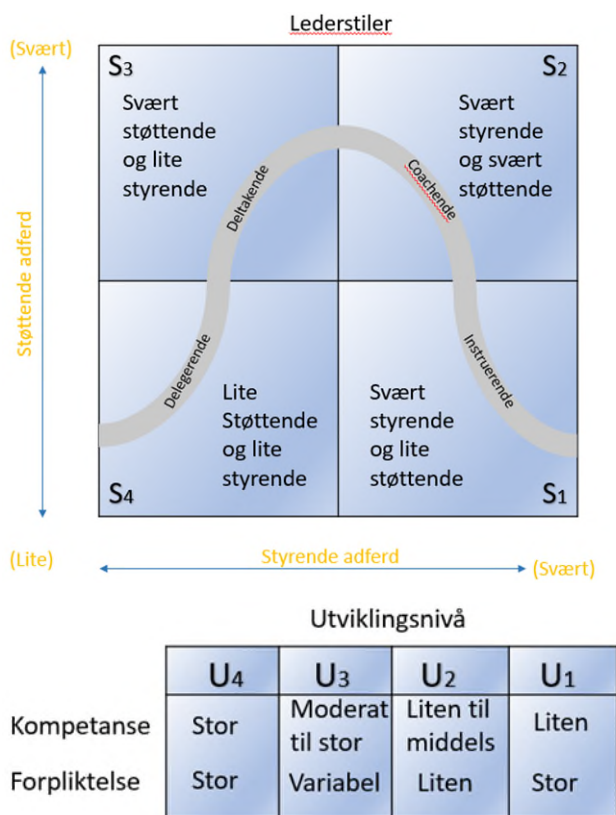 Lederstiler
(Svært)
S3
Svært
støttende
og lite
styrende
S2
Svært
styrende
og svært
støttende
Deltakende
Coachende
Støttende adferd
Delegerende
Instruerende
Lite
Støttende
og lite
styrende
S4
Svært
styrende
og lite
støttende
S1
(Lite)
Styrende adferd
(Svært)
Utviklingsnivå
U4 U3 U2 U1
Kompetanse Stor Moderat til stor Liten til middels Liten
Forpliktelse Stor Variabel Liten Stor